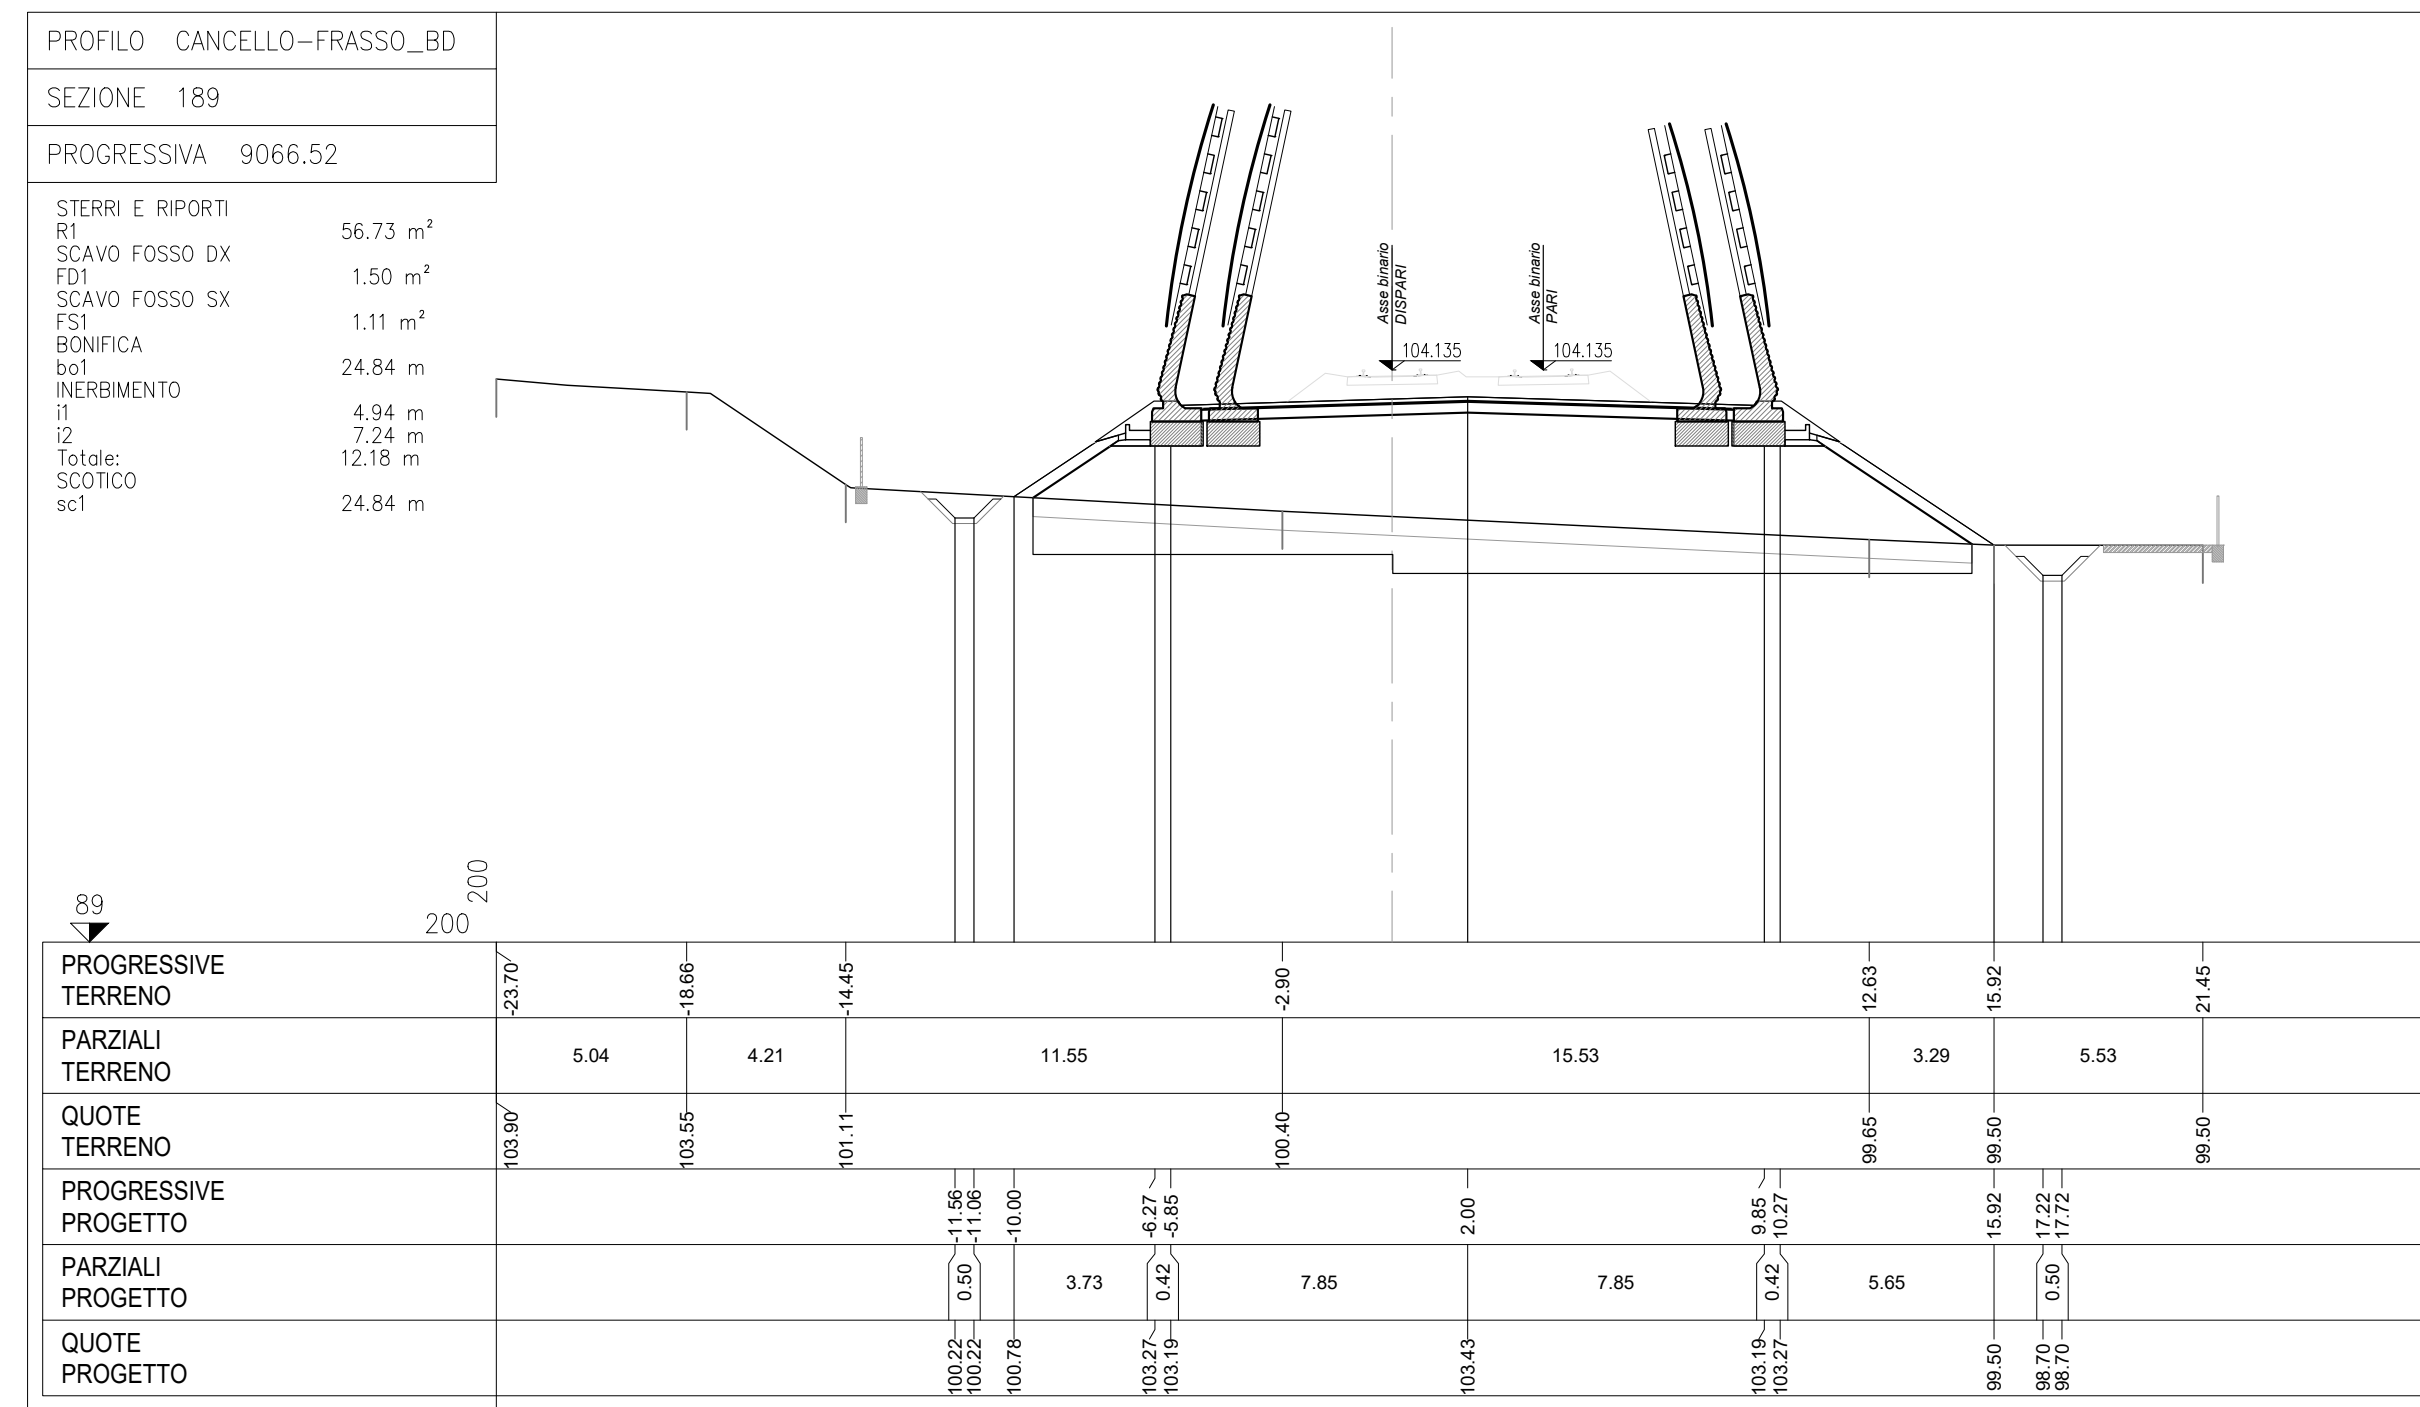 PROFILO CANCELLO-FRASSO_BD
SEZIONE 189
PROGRESSIVA 9066.52
STERRI E RIPORTI
R1 56.73 m²
SCAVO FOSSO DX
FD1 1.50 m²
SCAVO FOSSO SX
FS1 1.11 m²
BONIFICA
bo1 24.84 m
INERBIMENTO
i1 4.94 m
i2 7.24 m
Totale: 12.18 m
SCOTICO
sc1 24.84 m
Asse binario
DISPARI
104.135
Asse binario
PARI
104.135
89
200
200
PROGRESSIVE
TERRENO
-23.70 -18.66 -14.45 -2.90 12.63 15.92 21.45
PARZIALI
TERRENO
5.04 4.21 11.55 15.53 3.29 5.53
QUOTE
TERRENO
103.90 103.55 101.11 100.40 99.65 99.50 99.50
PROGRESSIVE
PROGETTO
-11.56 -11.06 -10.00 -6.27 -5.85 2.00 9.85 10.27 15.92 17.22 17.72
PARZIALI
PROGETTO
0.50 3.73 0.42 7.85 7.85 0.42 5.65 0.50
QUOTE
PROGETTO
100.22 100.22 100.78 103.27 103.19 103.43 103.19 103.27 99.50 98.70 98.70